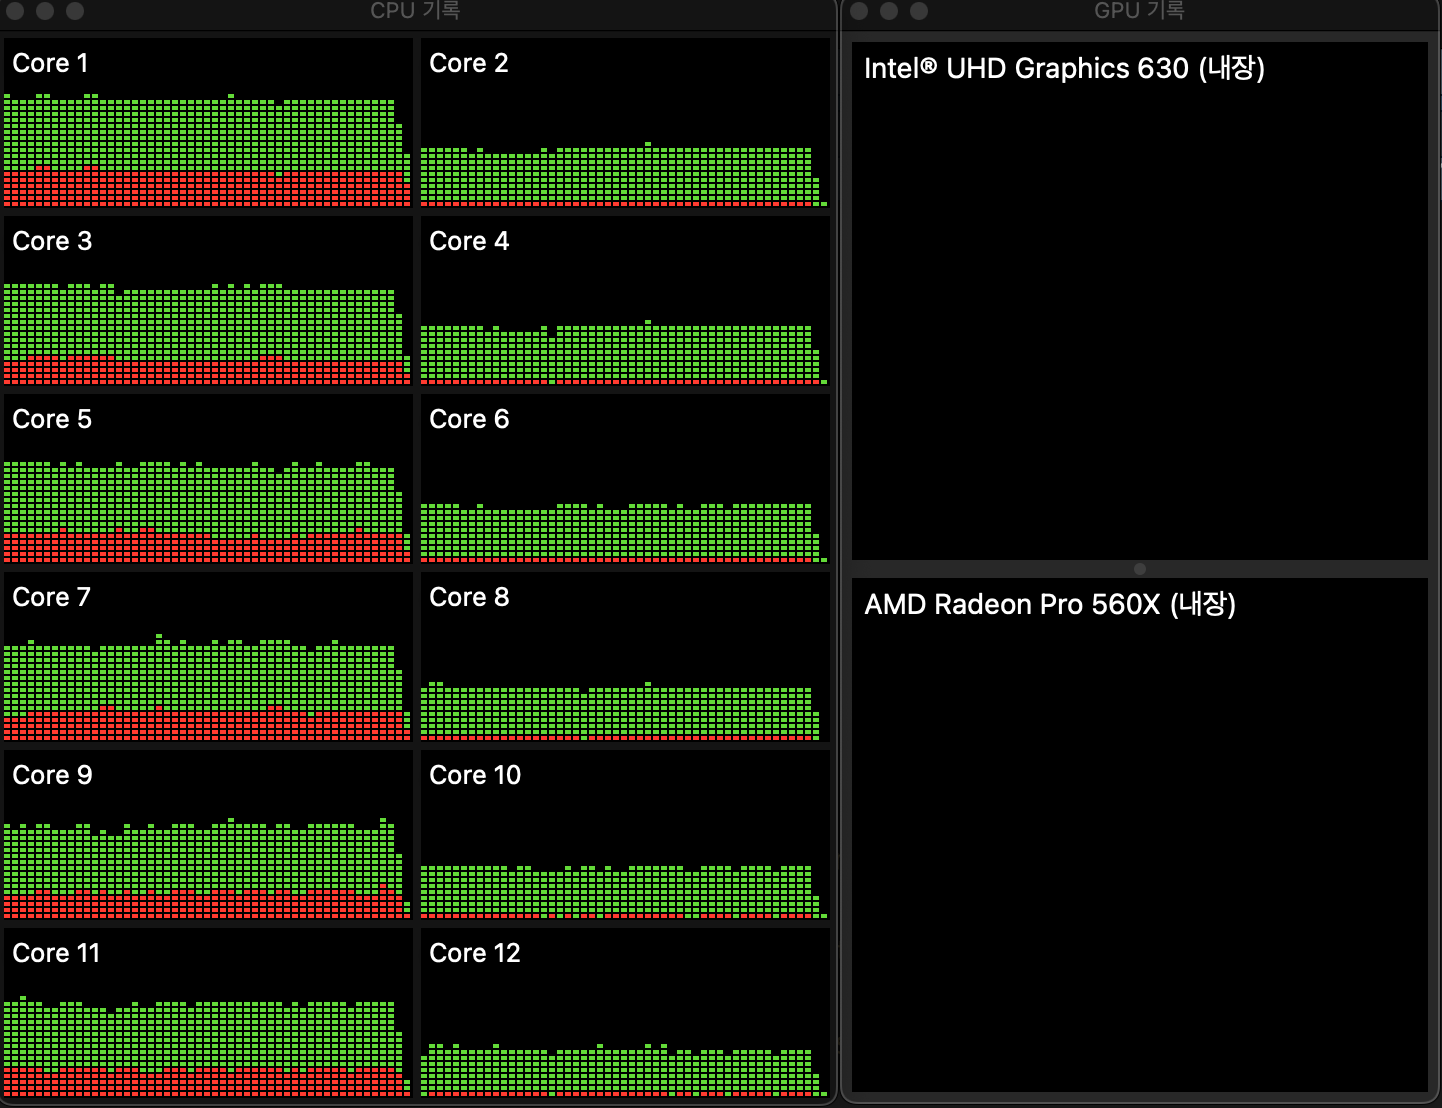 CPU 기록
Core 1
Core 2
Core 3
Core 4
Core 5
Core 6
Core 7
Core 8
Core 9
Core 10
Core 11
Core 12
GPU 기록
Intel® UHD Graphics 630 (내장)
AMD Radeon Pro 560X (내장)